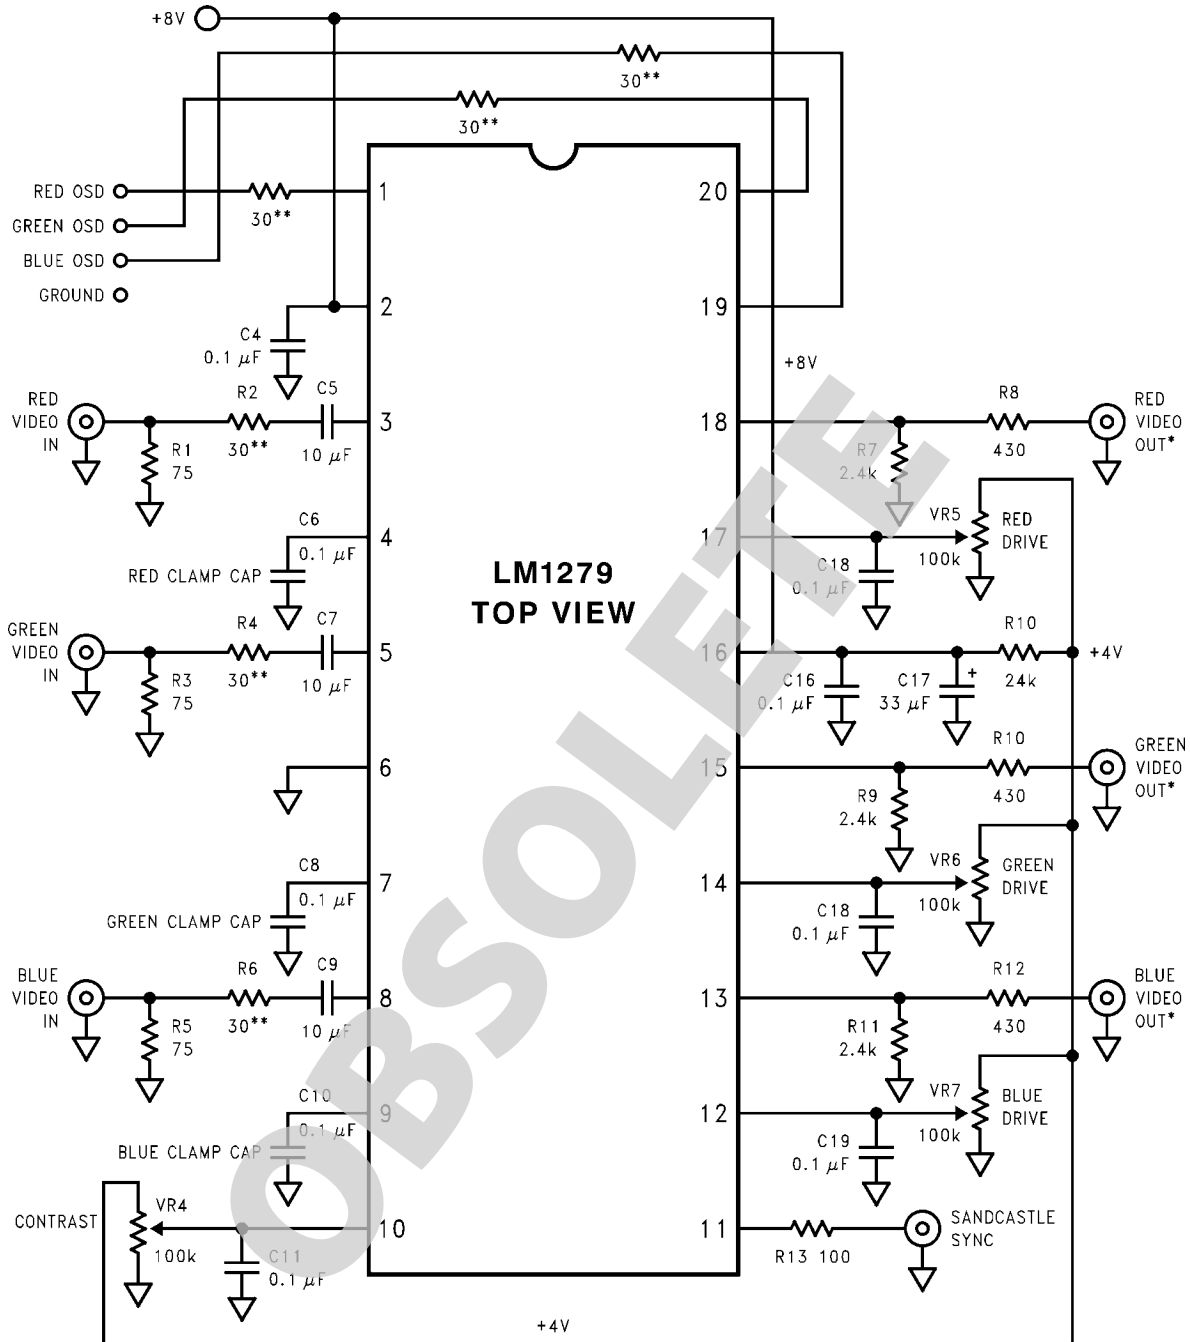 +8V
30**
30**
RED OSD
30**
GREEN OSD
BLUE OSD
GROUND
1
20
2
19
C4
0.1 µF
+8V
RED
VIDEO
IN
R2
C5
3
R1
75
30**
10 µF
18
R8
RED
VIDEO
OUT*
R7
2.4k
430
C6
0.1 µF
4
RED CLAMP CAP
LM1279
TOP VIEW
17
VR5
100k
RED
DRIVE
C18
0.1 µF
GREEN
VIDEO
IN
R4
C7
5
R3
75
30**
10 µF
16
R10
+4V
C16
0.1 µF
C17
+
33 µF
24k
6
15
R10
GREEN
VIDEO
OUT*
R9
2.4k
430
C8
0.1 µF
7
GREEN CLAMP CAP
14
VR6
100k
GREEN
DRIVE
C18
0.1 µF
BLUE
VIDEO
IN
R6
C9
8
R5
75
30**
10 µF
13
R12
BLUE
VIDEO
OUT*
R11
2.4k
430
C10
0.1 µF
9
BLUE CLAMP CAP
12
VR7
100k
BLUE
DRIVE
C19
0.1 µF
CONTRAST
VR4
100k
10
C11
0.1 µF
11
R13 100
SANDCASTLE
SYNC
+4V
OBSOLETE